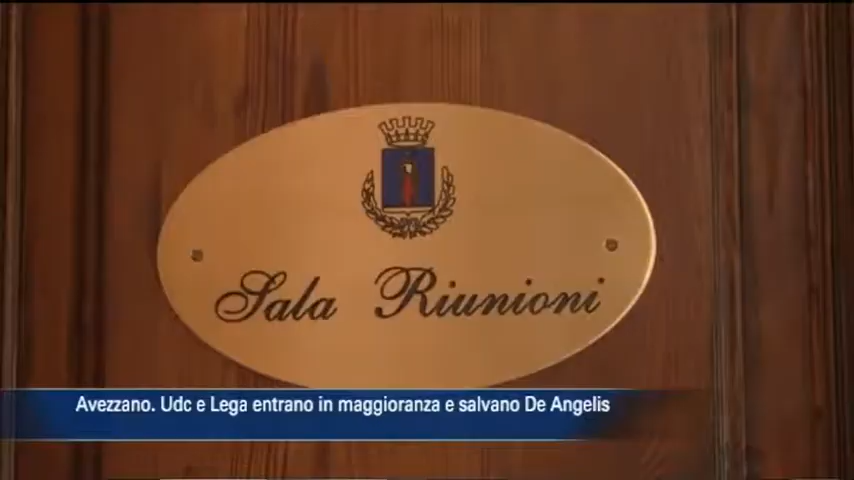 Sala Riunioni
Avezzano. Udc e Lega entrano in maggioranza e salvano De Angelis